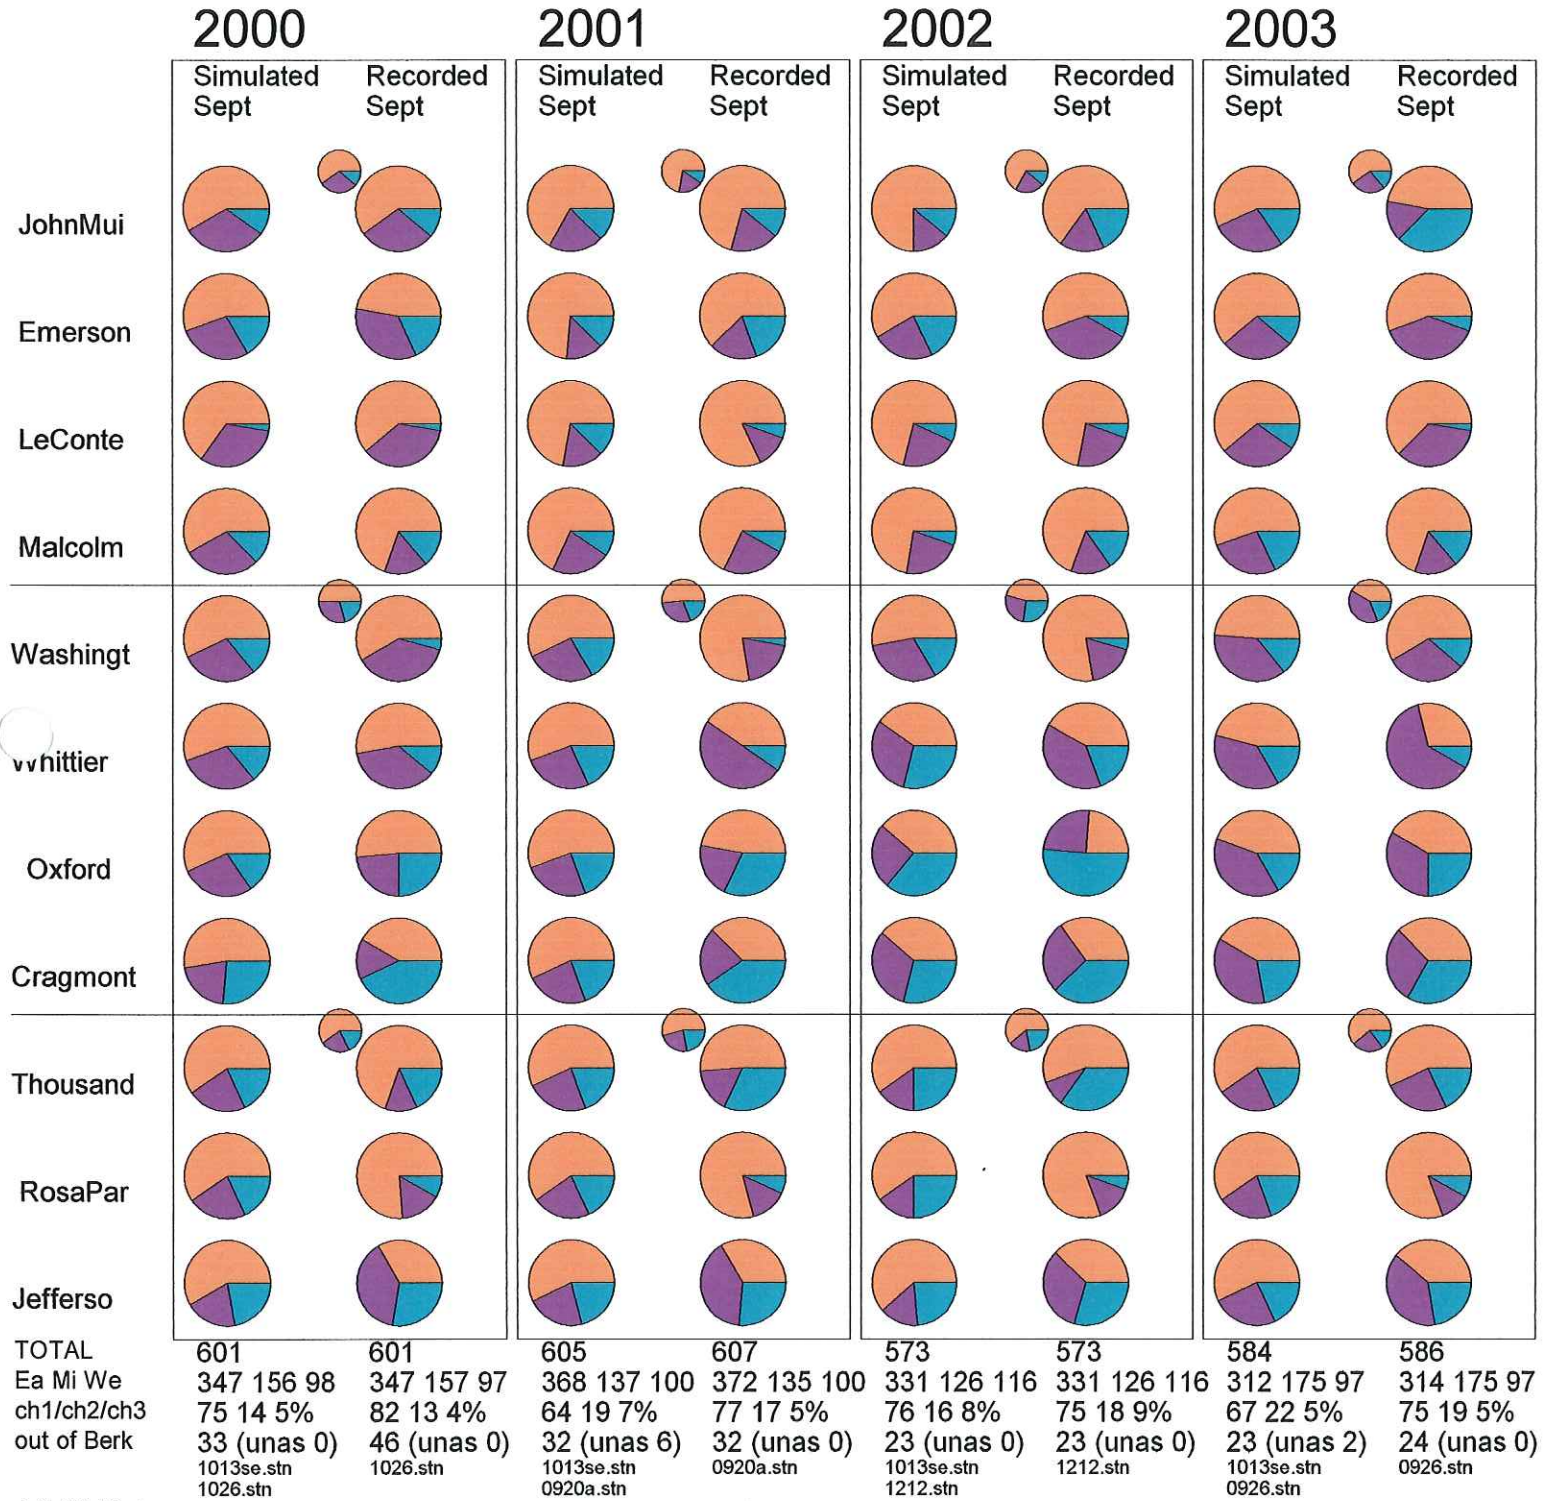 2000 2001 2002 2003
Simulated Recorded Simulated Recorded Simulated Recorded Simulated Recorded
Sept Sept Sept Sept Sept Sept Sept Sept
JohnMui
Emerson
LeConte
Malcolm
Washingt
Whittier
Oxford
Cragmont
Thousand
RosaPar
Jefferso
TOTAL 601 601 605 607 573 573 584 586
Ea Mi We 347 156 98 347 157 97 368 137 100 372 135 100 331 126 116 331 126 116 312 175 97 314 175 97
ch1/ch2/ch3 75 14 5% 82 13 4% 64 19 7% 77 17 5% 76 16 8% 75 18 9% 67 22 5% 75 19 5%
out of Berk 33 (unas 0) 46 (unas 0) 32 (unas 6) 32 (unas 0) 23 (unas 0) 23 (unas 0) 23 (unas 2) 24 (unas 0)
1013se.stn 1026.stn 1013se.stn 0920a.stn 1013se.stn 1212.stn 1013se.stn 0926.stn
1026.stn 0920a.stn 1212.stn 0926.stn